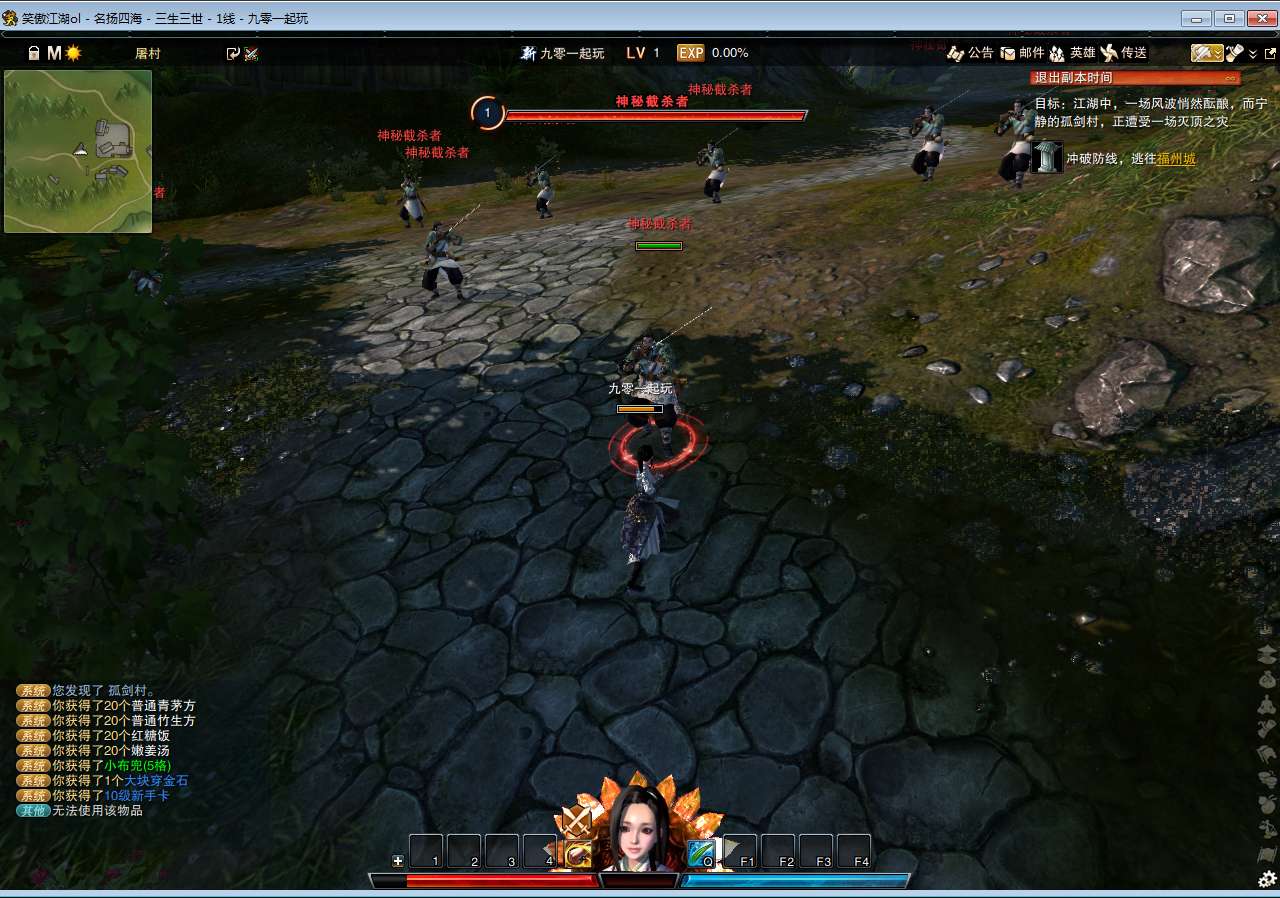 笑傲江湖ol - 名扬四海 - 三生三世 - 1线 - 九零一起玩
M 屠村 新 九零一起玩 LV 1 EXP 0.00% 公告 邮件 英雄 传送
退出副本时间
目标：江湖中，一场风波悄然酝酿，而宁
静的孤剑村，正遭受一场灭顶之灾
冲破防线，逃往福州城
神秘截杀者
1 神秘截杀者
神秘截杀者
神秘截杀者
者
神秘截杀者
九零一起玩
系统 您发现了 孤剑村。
系统 你获得了20个普通青茅方
系统 你获得了20个普通竹生方
系统 你获得了20个红糖饭
系统 你获得了20个嫩姜汤
系统 你获得了小布兜(5格)
系统 你获得了1个大块穿金石
系统 你获得了10级新手卡
其他 无法使用该物品
1 2 3 4 Q F1 F2 F3 F4